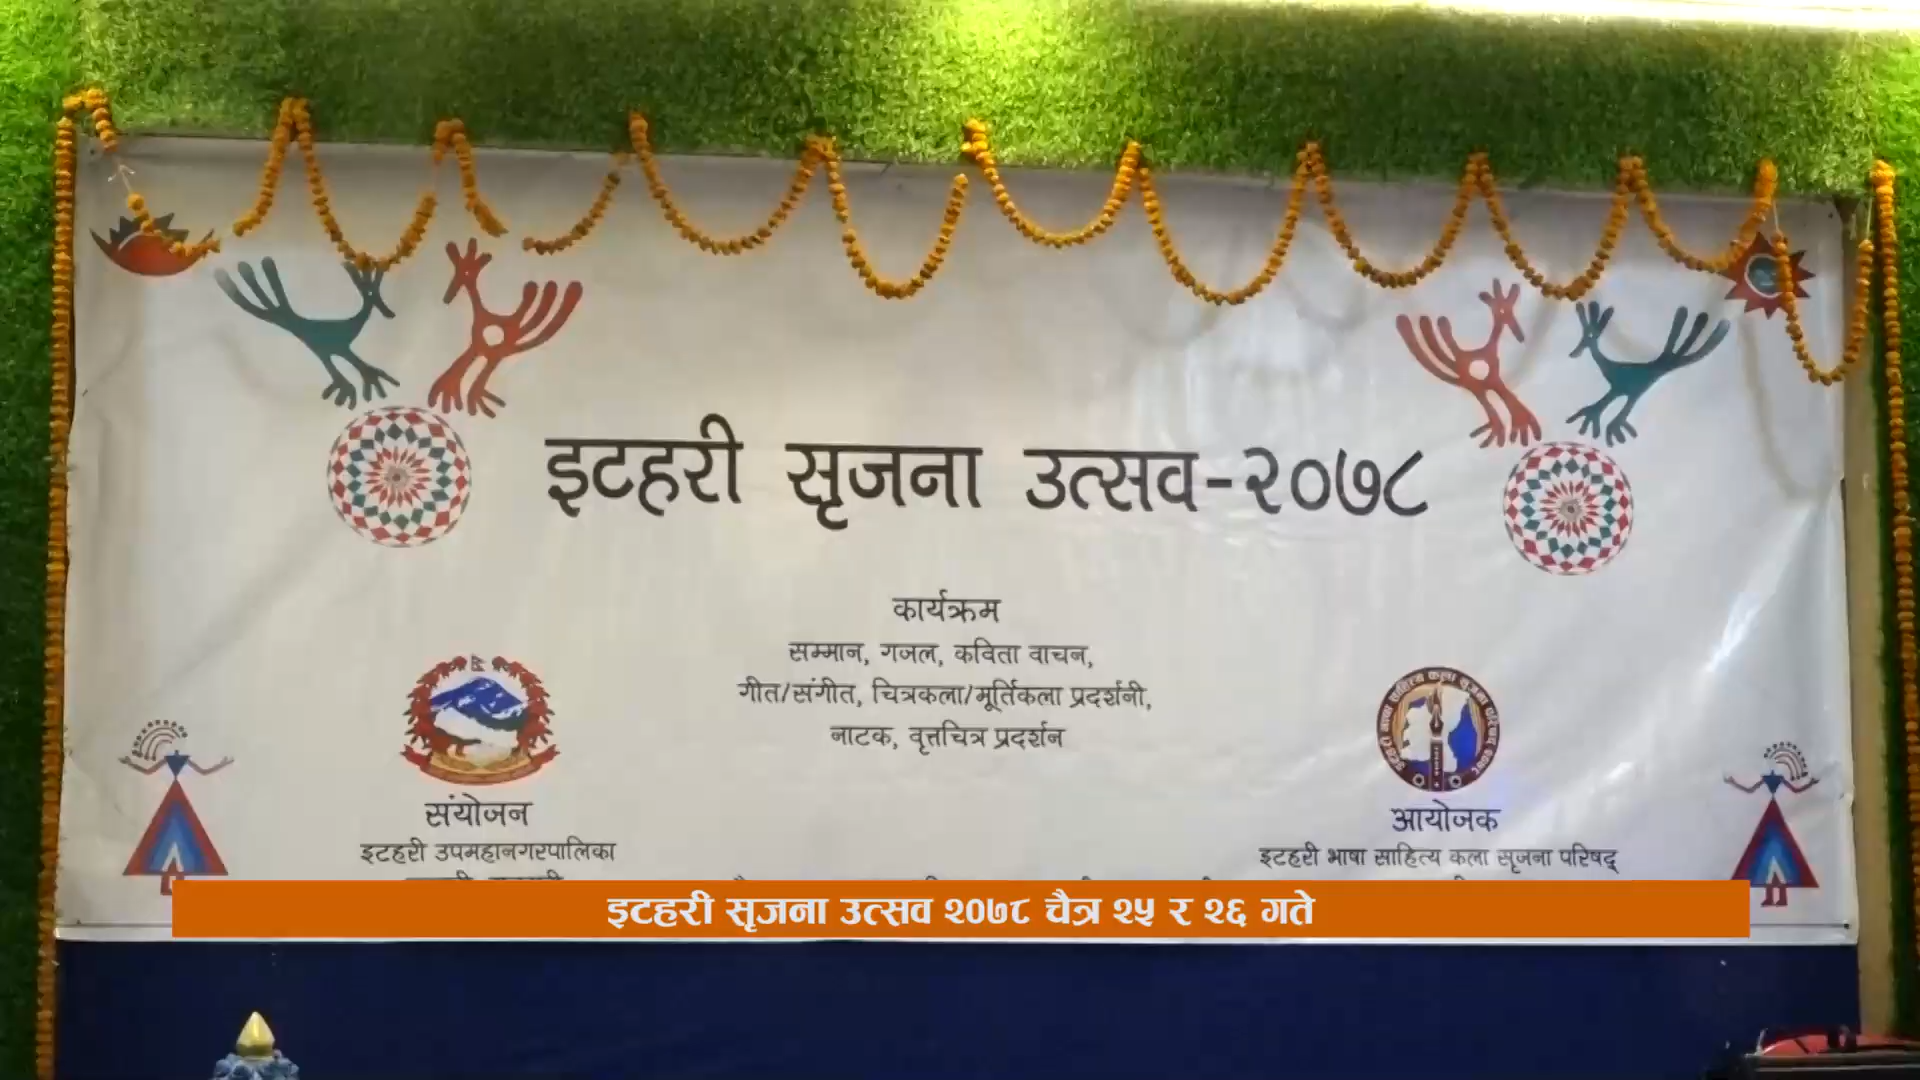 इटहरी सृजना उत्सव-२०७८
कार्यक्रम
सम्मान, गजल, कविता वाचन,
गीत/संगीत, चित्रकला/मूर्तिकला प्रदर्शनी,
नाटक, वृत्तचित्र प्रदर्शन
संयोजन
इटहरी उपमहानगरपालिका
आयोजक
इटहरी भाषा साहित्य कला सृजना परिषद्
इटहरी सृजना उत्सव २०७८ चैत्र २५ र २६ गते